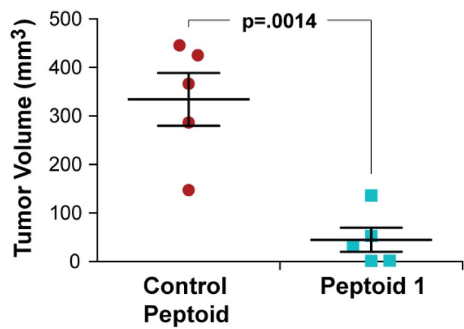 p=.0014
Tumor Volume (mm³)
500
400
300
200
100
0
Control
Peptoid
Peptoid 1